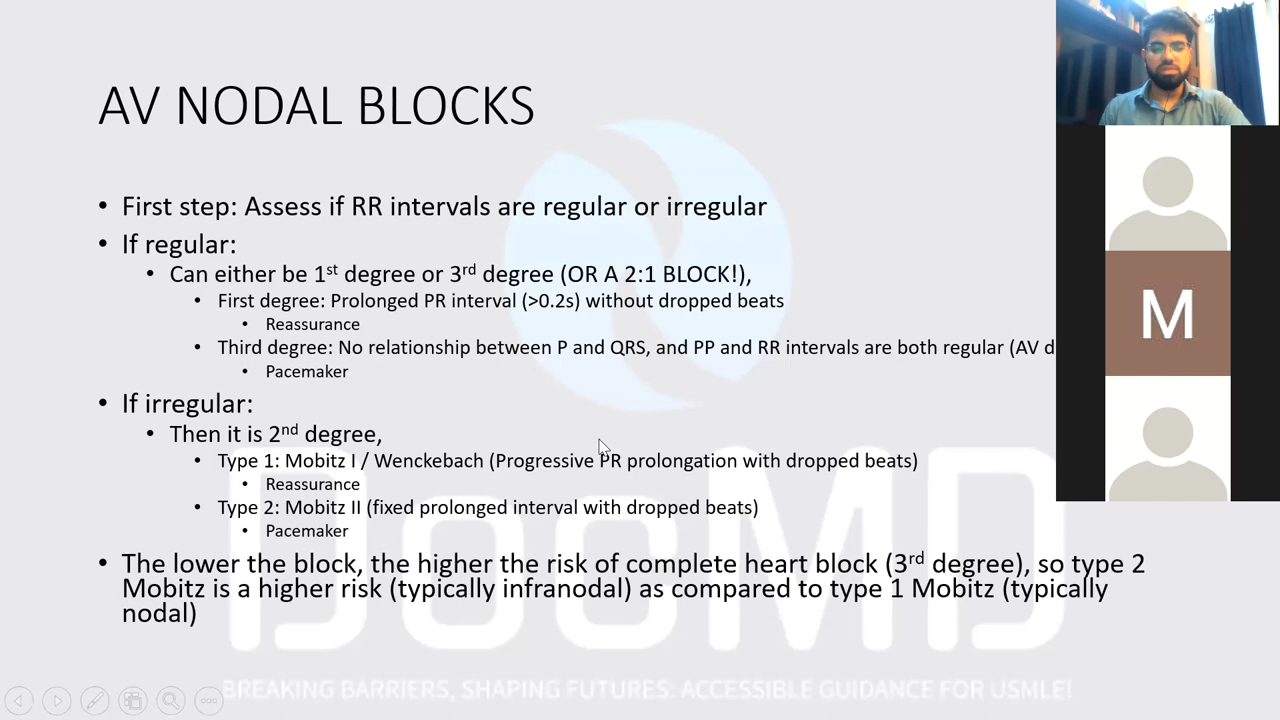 AV NODAL BLOCKS
• First step: Assess if RR intervals are regular or irregular
• If regular:
• Can either be 1st degree or 3rd degree (OR A 2:1 BLOCK!),
• First degree: Prolonged PR interval (>0.2s) without dropped beats
• Reassurance
• Third degree: No relationship between P and QRS, and PP and RR intervals are both regular (AV d
• Pacemaker
• If irregular:
• Then it is 2nd degree,
• Type 1: Mobitz I / Wenckebach (Progressive PR prolongation with dropped beats)
• Reassurance
• Type 2: Mobitz II (fixed prolonged interval with dropped beats)
• Pacemaker
• The lower the block, the higher the risk of complete heart block (3rd degree), so type 2
Mobitz is a higher risk (typically infranodal) as compared to type 1 Mobitz (typically
nodal)
DocMD
BREAKING BARRIERS, SHAPING FUTURES: ACCESSIBLE GUIDANCE FOR USMLE!
M